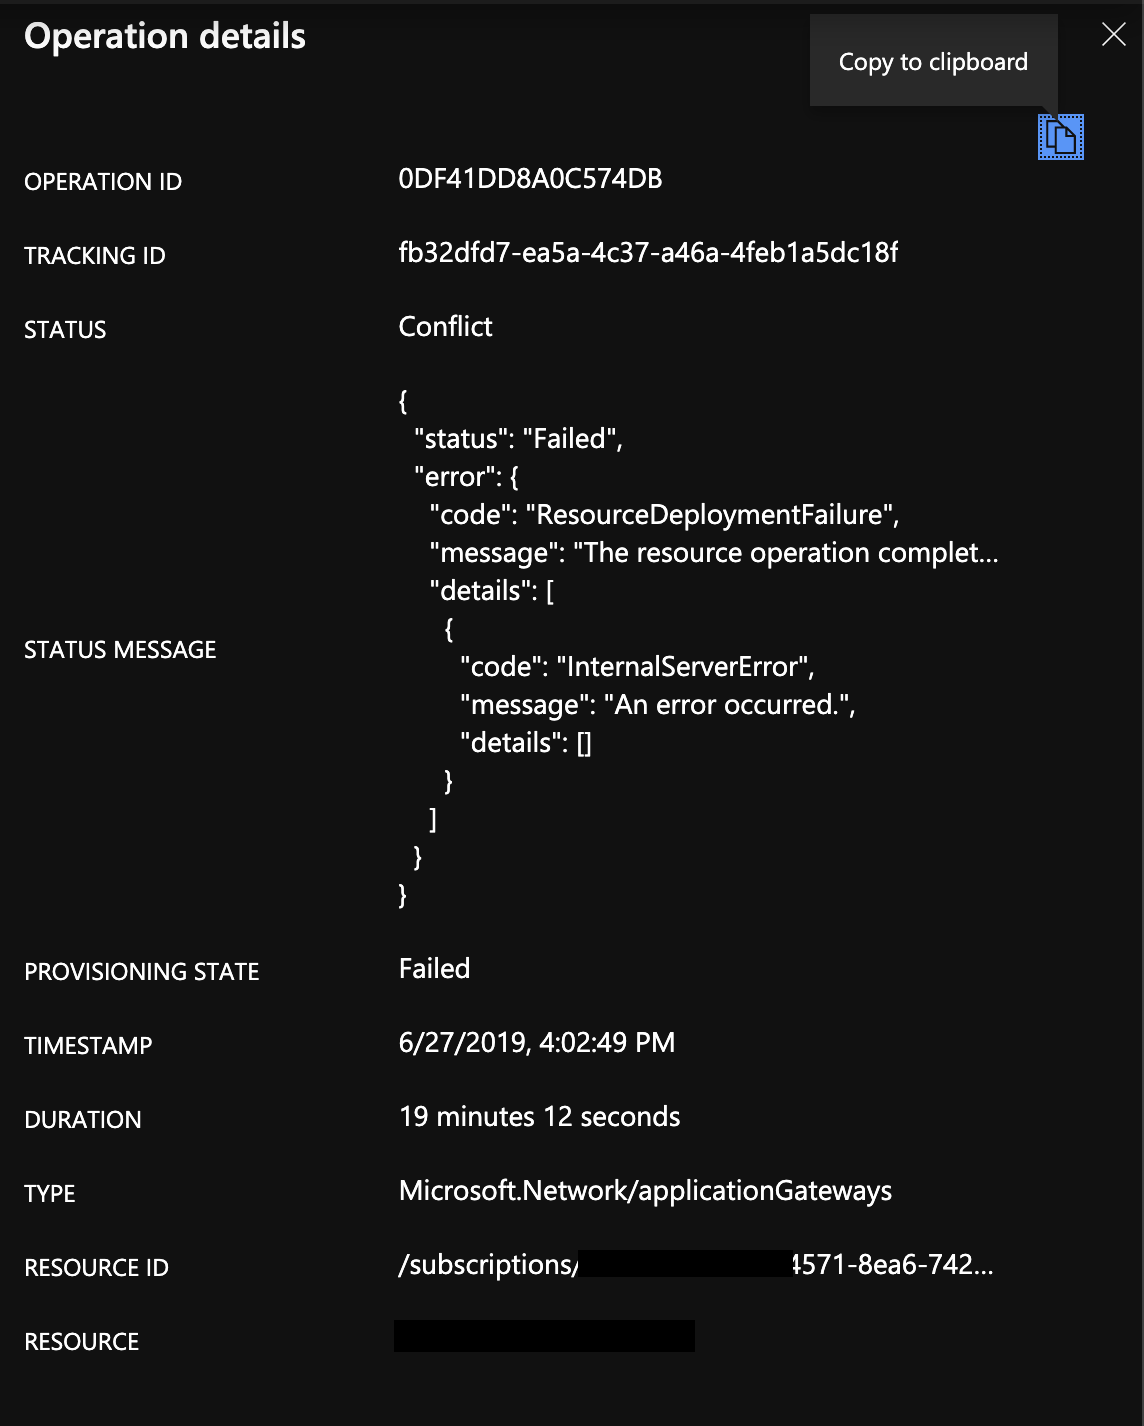 Operation details
Copy to clipboard
OPERATION ID 0DF41DD8A0C574DB
TRACKING ID fb32dfd7-ea5a-4c37-a46a-4feb1a5dc18f
STATUS Conflict
{
"status": "Failed",
"error": {
"code": "ResourceDeploymentFailure",
"message": "The resource operation complet...
"details": [
{
STATUS MESSAGE
"code": "InternalServerError",
"message": "An error occurred.",
"details": []
}
]
}
}
PROVISIONING STATE Failed
TIMESTAMP 6/27/2019, 4:02:49 PM
DURATION 19 minutes 12 seconds
TYPE Microsoft.Network/applicationGateways
RESOURCE ID /subscriptions/ 4571-8ea6-742...
RESOURCE